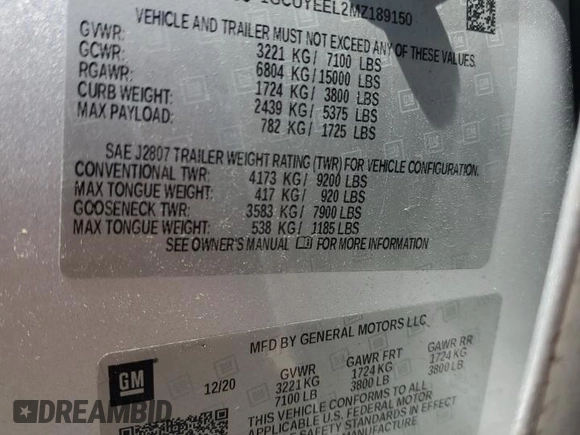 1GCUYEEL2MZ189150
VEHICLE AND TRAILER MUST NOT EXCEED ANY OF THESE RATINGS
GVWR: 3221 KG/ 7100 LBS
GCWR: 6804 KG/15000 LBS
RGAWR: 1724 KG/ 3800 LBS
CURB WEIGHT: 2439 KG/ 5375 LBS
MAX PAYLOAD: 782 KG/ 1725 LBS
SAE J2807 TRAILER WEIGHT RATING (TWR) FOR VEHICLE CONFIGURATION.
CONVENTIONAL TWR: 4173 KG/ 9200 LBS
MAX TONGUE WEIGHT: 417 KG/ 920 LBS
GOOSENECK TWR: 3583 KG/ 7900 LBS
MAX TONGUE WEIGHT: 538 KG/ 1185 LBS
SEE OWNER'S MANUAL FOR MORE INFORMATION
MFD BY GENERAL MOTORS LLC
GM 12/20 GVWR GAWR FRT GAWR RR
3221 KG 1724 KG 1724 KG
7100 LB 3800 LB 3800 LB
THIS VEHICLE CONFORMS TO ALL
APPLICABLE U.S. FEDERAL MOTOR
IN EFFECT
DREAMBID